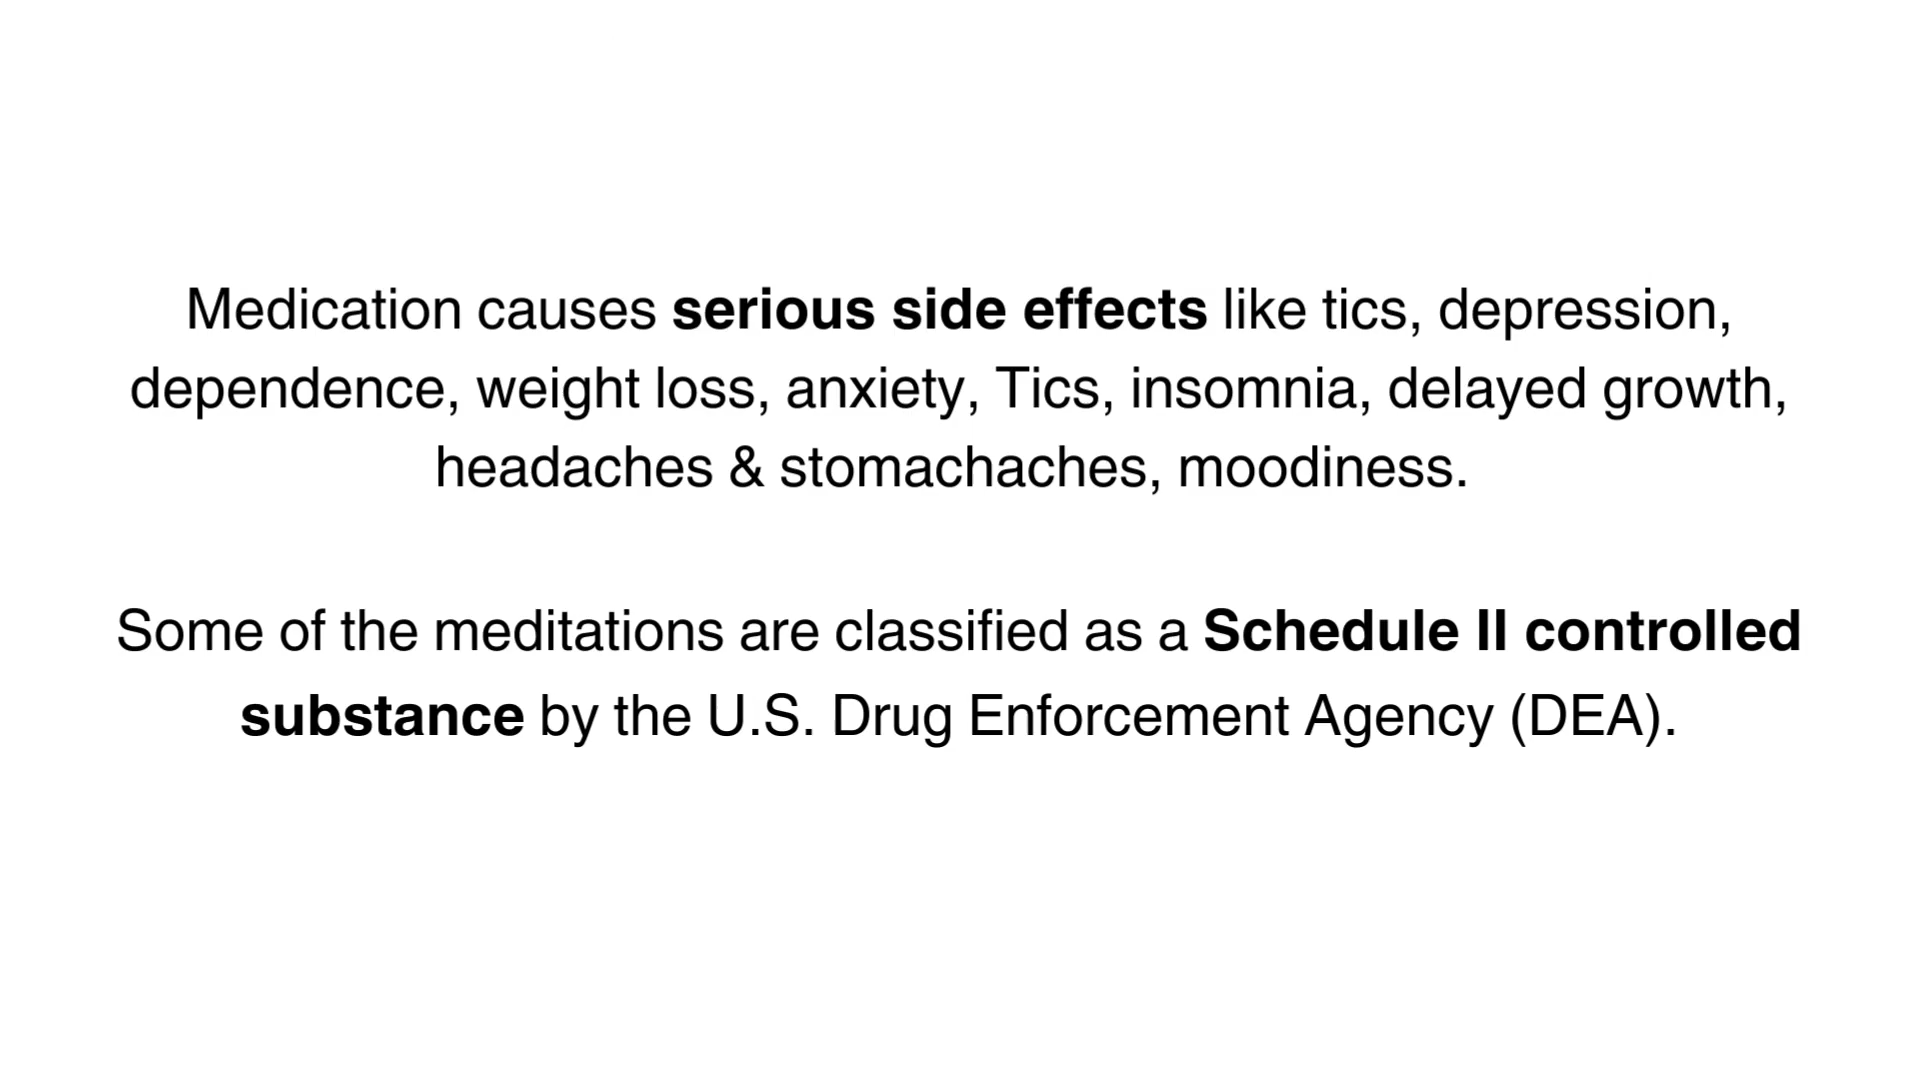 Medication causes serious side effects like tics, depression,
dependence, weight loss, anxiety, Tics, insomnia, delayed growth,
headaches & stomachaches, moodiness.
Some of the meditations are classified as a Schedule II controlled
substance by the U.S. Drug Enforcement Agency (DEA).